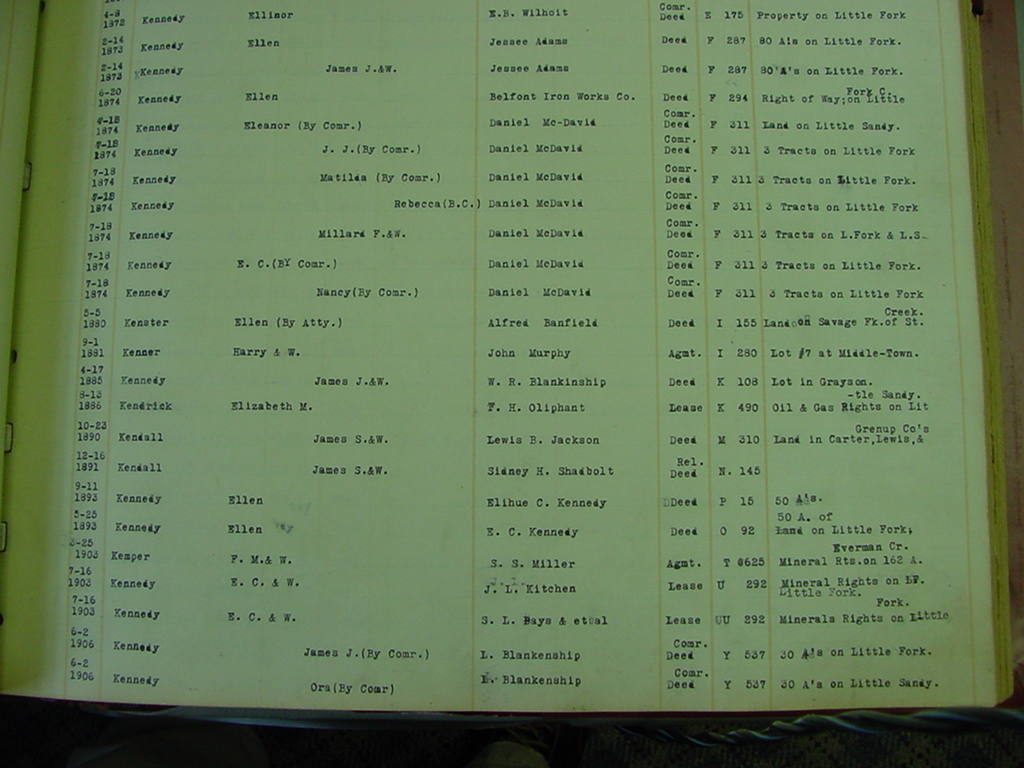 4-8 Comr.
1872 Kennedy Ellinor E.B. Wilhoit Deed E 175 Property on Little Fork
2-14
1873 Kennedy Ellen Jessee Adams Deed F 287 80 A's on Little Fork.
2-14
1873 Kennedy James J.&W. Jessee Adams Deed F 287 80 A's on Little Fork.
6-20 Fork C.
1874 Kennedy Ellen Belfont Iron Works Co. Deed F 294 Right of Way;on Little
7-18 Comr.
1874 Kennedy Eleanor (By Comr.) Daniel Mc-David Deed F 311 Land on Little Sandy.
7-18 Comr.
1874 Kennedy J. J.(By Comr.) Daniel McDavid Deed F 311 3 Tracts on Little Fork
7-18 Comr.
1874 Kennedy Matilda (By Comr.) Daniel McDavid Deed F 311 3 Tracts on Little Fork.
7-18 Comr.
1874 Kennedy Rebecca(B.C.) Daniel McDavid Deed F 311 3 Tracts on Little Fork
7-18 Comr.
1874 Kennedy Millard F.&W. Daniel McDavid Deed F 311 3 Tracts on L.Fork & L.S.
7-18 Comr.
1874 Kennedy E. C.(BY Comr.) Daniel McDavid Deed F 311 3 Tracts on Little Fork.
7-18 Comr.
1874 Kennedy Nancy(By Comr.) Daniel McDavid Deed F 311 3 Tracts on Little Fork
5-5 Creek.
1880 Kenster Ellen (By Atty.) Alfred Banfield Deed I 155 Land on Savage Fk.of St.
9-1
1881 Kenner Harry & W. John Murphy Agmt. I 280 Lot #7 at Middle-Town.
4-17
1885 Kennedy James J.&W. W. R. Blankinship Deed K 108 Lot in Grayson.
8-13 -tle Sandy.
1886 Kendrick Elizabeth M. F. H. Oliphant Lease K 490 Oil & Gas Rights on Lit
10-23 Grenup Co's
1890 Kendall James S.&W. Lewis B. Jackson Deed M 310 Land in Carter,Lewis,&
12-16 Rel.
1891 Kendall James S.&W. Sidney H. Shadbolt Deed N. 145
9-11
1893 Kennedy Ellen Elihue C. Kennedy Deed P 15 50 A's.
5-25 50 A. of
1893 Kennedy Ellen E. C. Kennedy Deed O 92 Land on Little Fork.
3-25 Everman Cr.
1903 Kemper F. M.& W. S. S. Miller Agmt. T @625 Mineral Rts.on 162 A.
7-16
1903 Kennedy E. C. & W. J. L. Kitchen Lease U 292 Mineral Rights on LF.
Little Fork.
7-16 Fork.
1903 Kennedy E. C. & W. S. L. Bays & etual Lease UU 292 Minerals Rights on Little
6-2 Comr.
1906 Kennedy James J.(By Comr.) L. Blankenship Deed Y 537 30 A's on Little Fork.
6-2 Comr.
1906 Kennedy Ora(By Comr) L. Blankenship Deed Y 537 30 A's on Little Sandy.